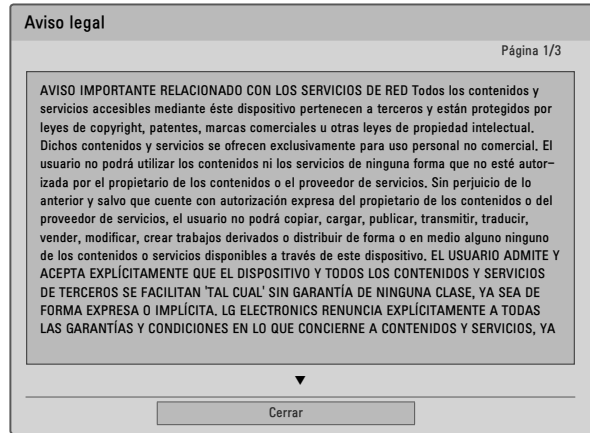 Aviso legal
Página 1/3
AVISO IMPORTANTE RELACIONADO CON LOS SERVICIOS DE RED Todos los contenidos y
servicios accesibles mediante éste dispositivo pertenecen a terceros y están protegidos por
leyes de copyright, patentes, marcas comerciales u otras leyes de propiedad intelectual.
Dichos contenidos y servicios se ofrecen exclusivamente para uso personal no comercial. El
usuario no podrá utilizar los contenidos ni los servicios de ninguna forma que no esté autor-
izada por el propietario de los contenidos o el proveedor de servicios. Sin perjuicio de lo
anterior y salvo que cuente con autorización expresa del propietario de los contenidos o del
proveedor de servicios, el usuario no podrá copiar, cargar, publicar, transmitir, traducir,
vender, modificar, crear trabajos derivados o distribuir de forma o en medio alguno ninguno
de los contenidos o servicios disponibles a través de este dispositivo. EL USUARIO ADMITE Y
ACEPTA EXPLÍCITAMENTE QUE EL DISPOSITIVO Y TODOS LOS CONTENIDOS Y SERVICIOS
DE TERCEROS SE FACILITAN 'TAL CUAL' SIN GARANTÍA DE NINGUNA CLASE, YA SEA DE
FORMA EXPRESA O IMPLÍCITA. LG ELECTRONICS RENUNCIA EXPLÍCITAMENTE A TODAS
LAS GARANTÍAS Y CONDICIONES EN LO QUE CONCIERNE A CONTENIDOS Y SERVICIOS, YA
▼
Cerrar